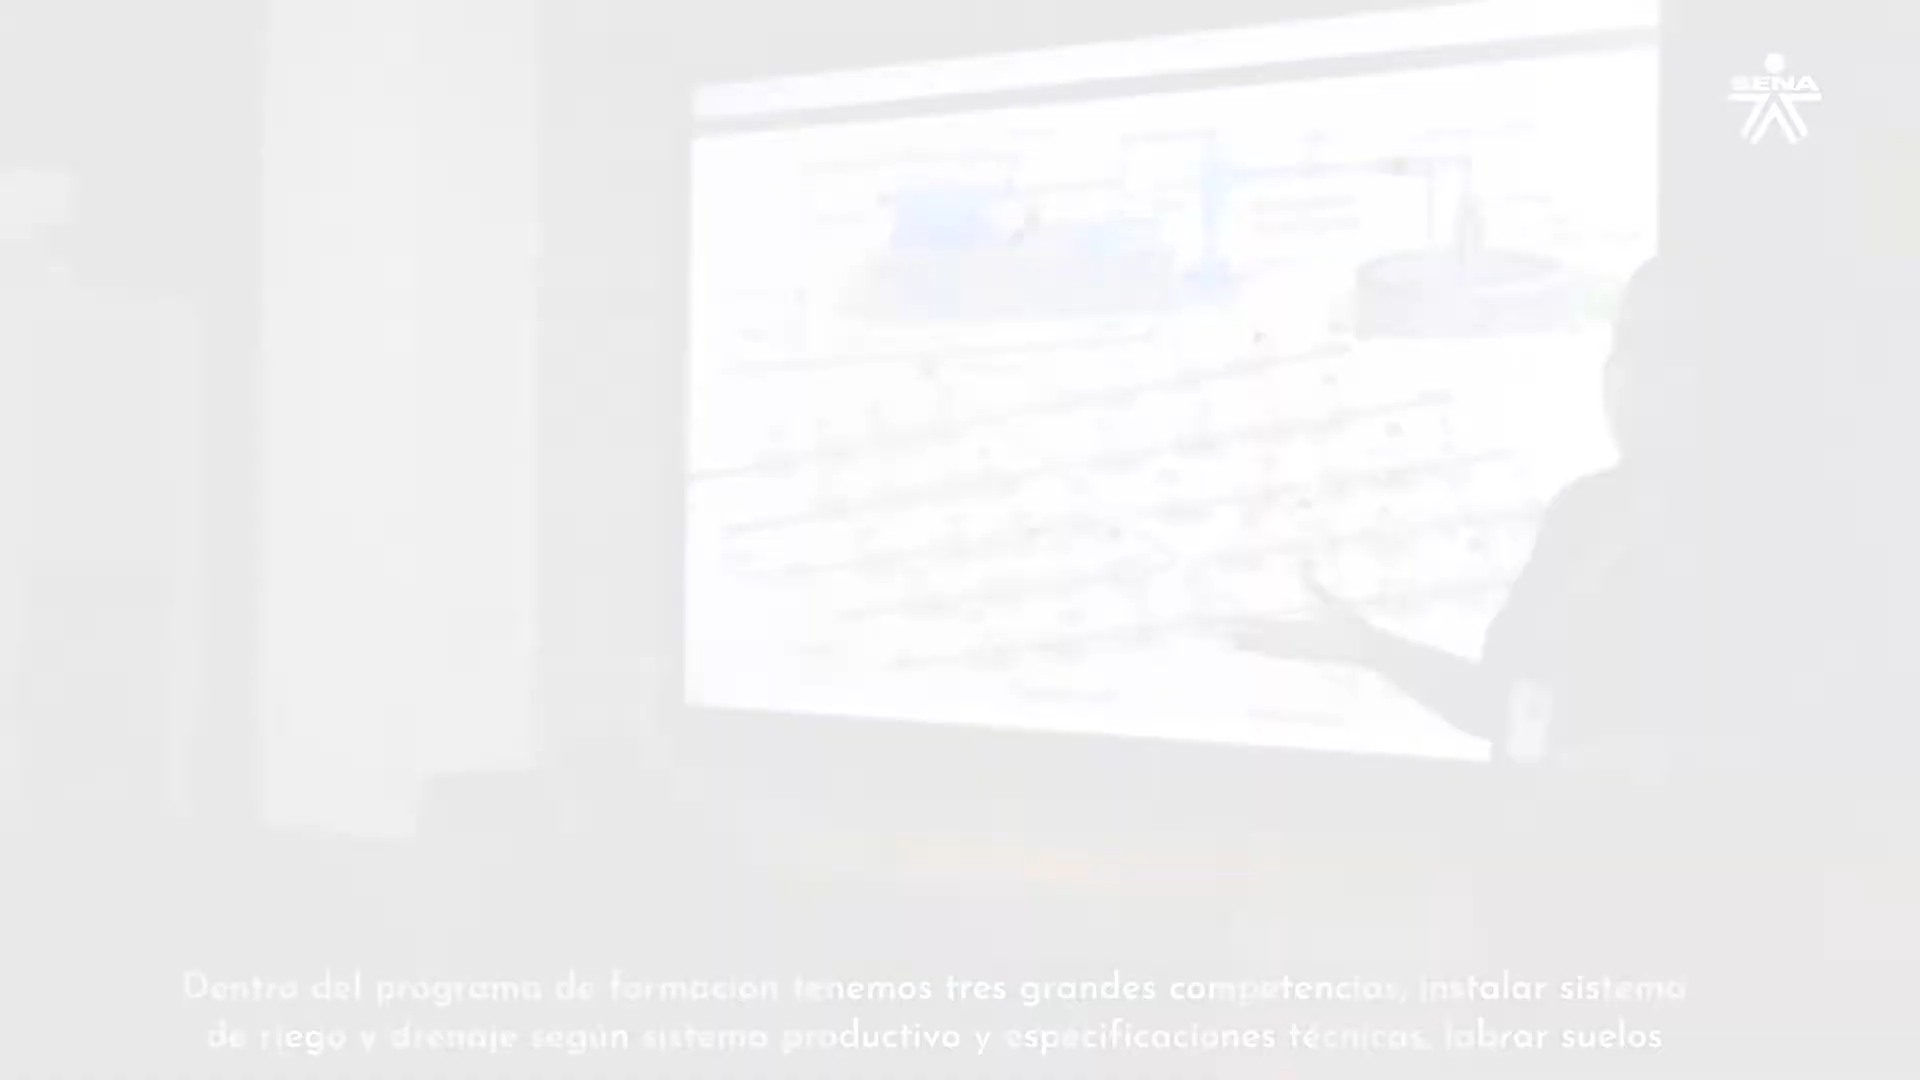 SENA
Dentro del programa de formación tenemos tres grandes competencias, instalar sistema
de riego y drenaje según sistema productivo y especificaciones técnicas, labrar suelos